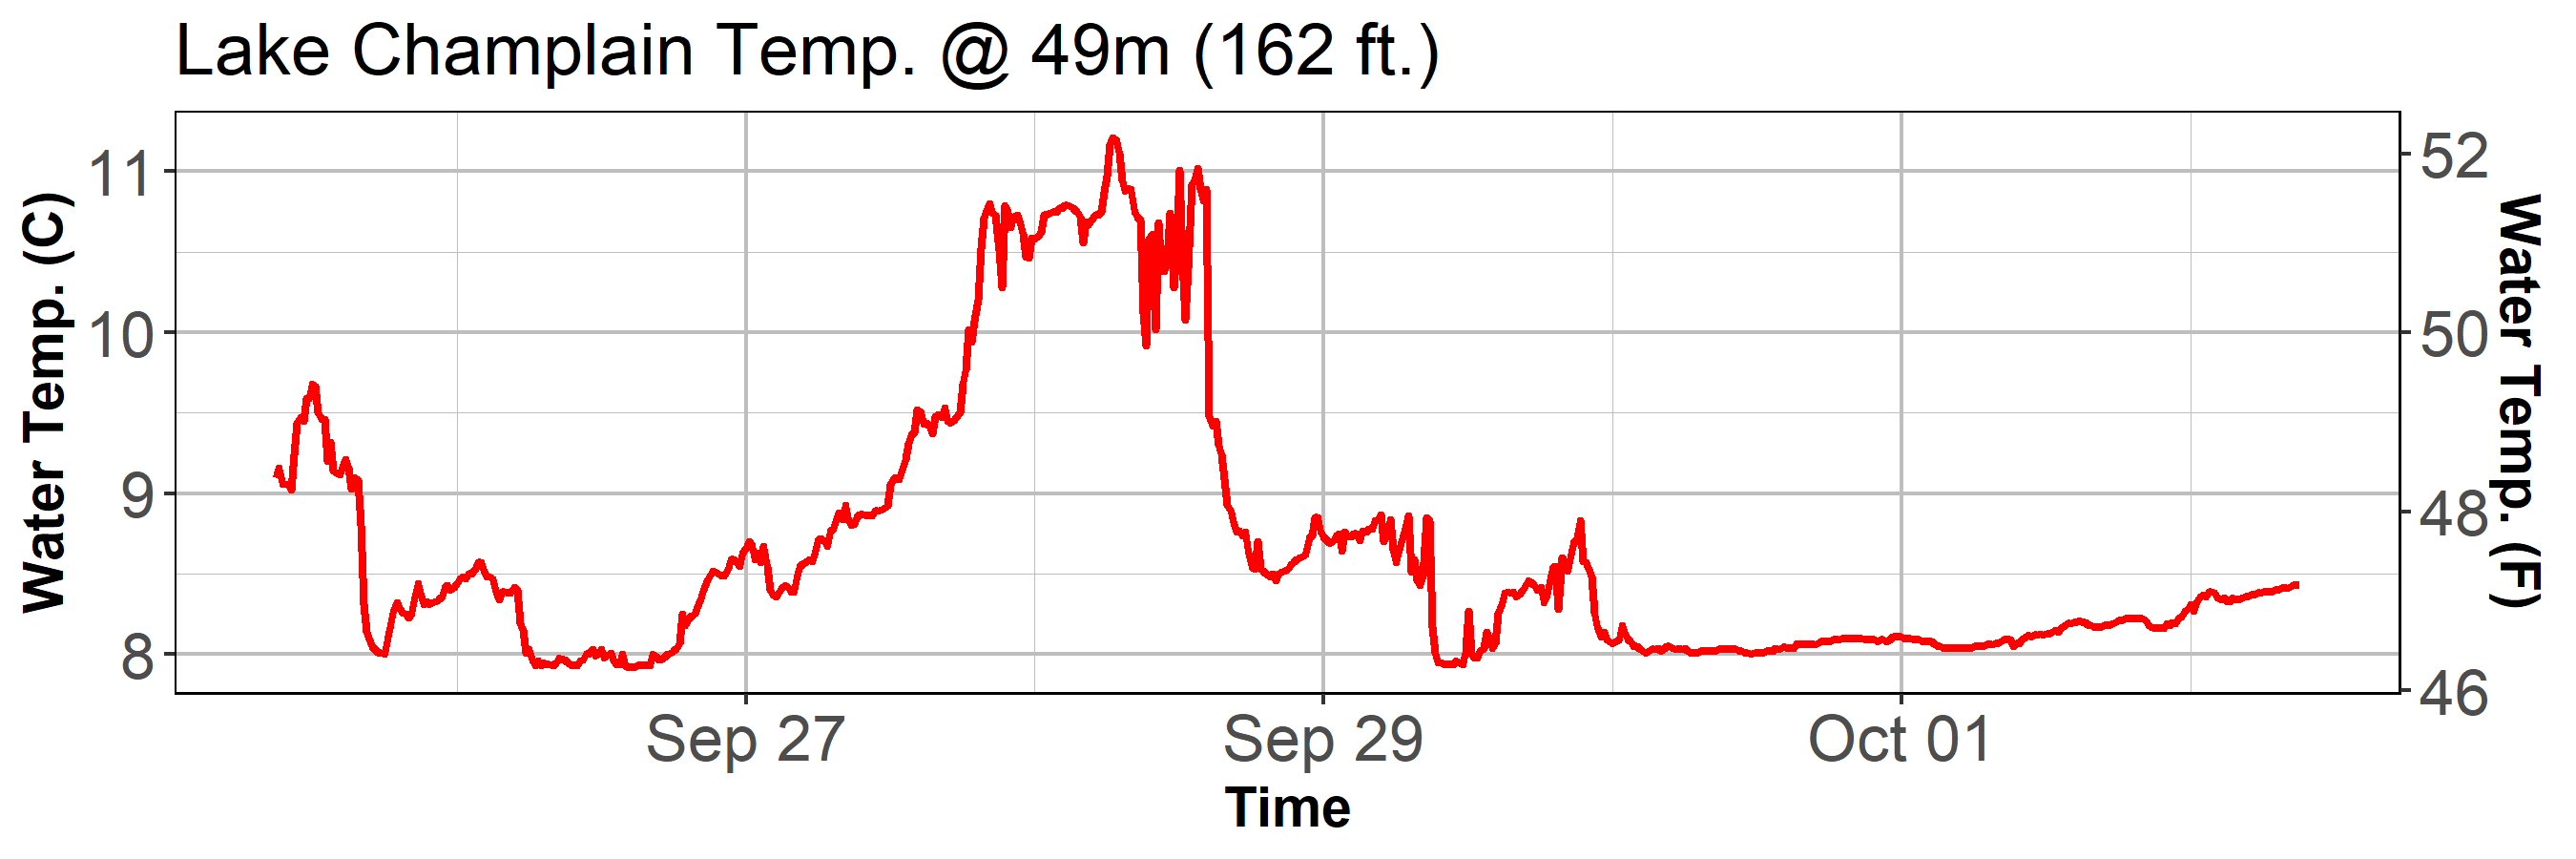 Lake Champlain Temp. @ 49m (162 ft.)
Water Temp. (C)
11
10
9
8
52
50
48
46
Water Temp. (F)
Sep 27
Sep 29
Oct 01
Time